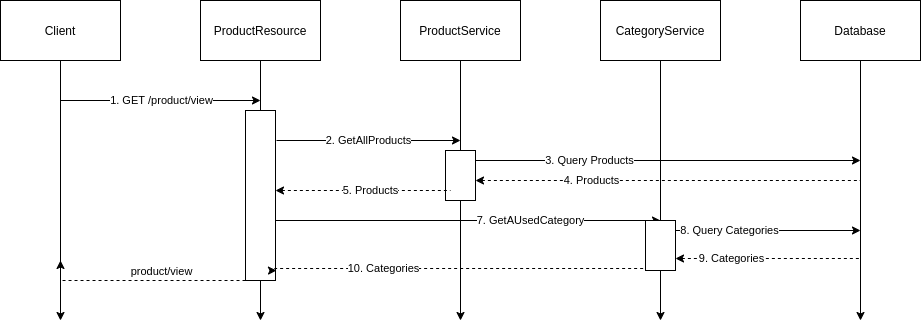 Client
ProductResource
ProductService
CategoryService
Database
1. GET /product/view
2. GetAllProducts
3. Query Products
4. Products
5. Products
7. GetAUsedCategory
8. Query Categories
9. Categories
10. Categories
product/view